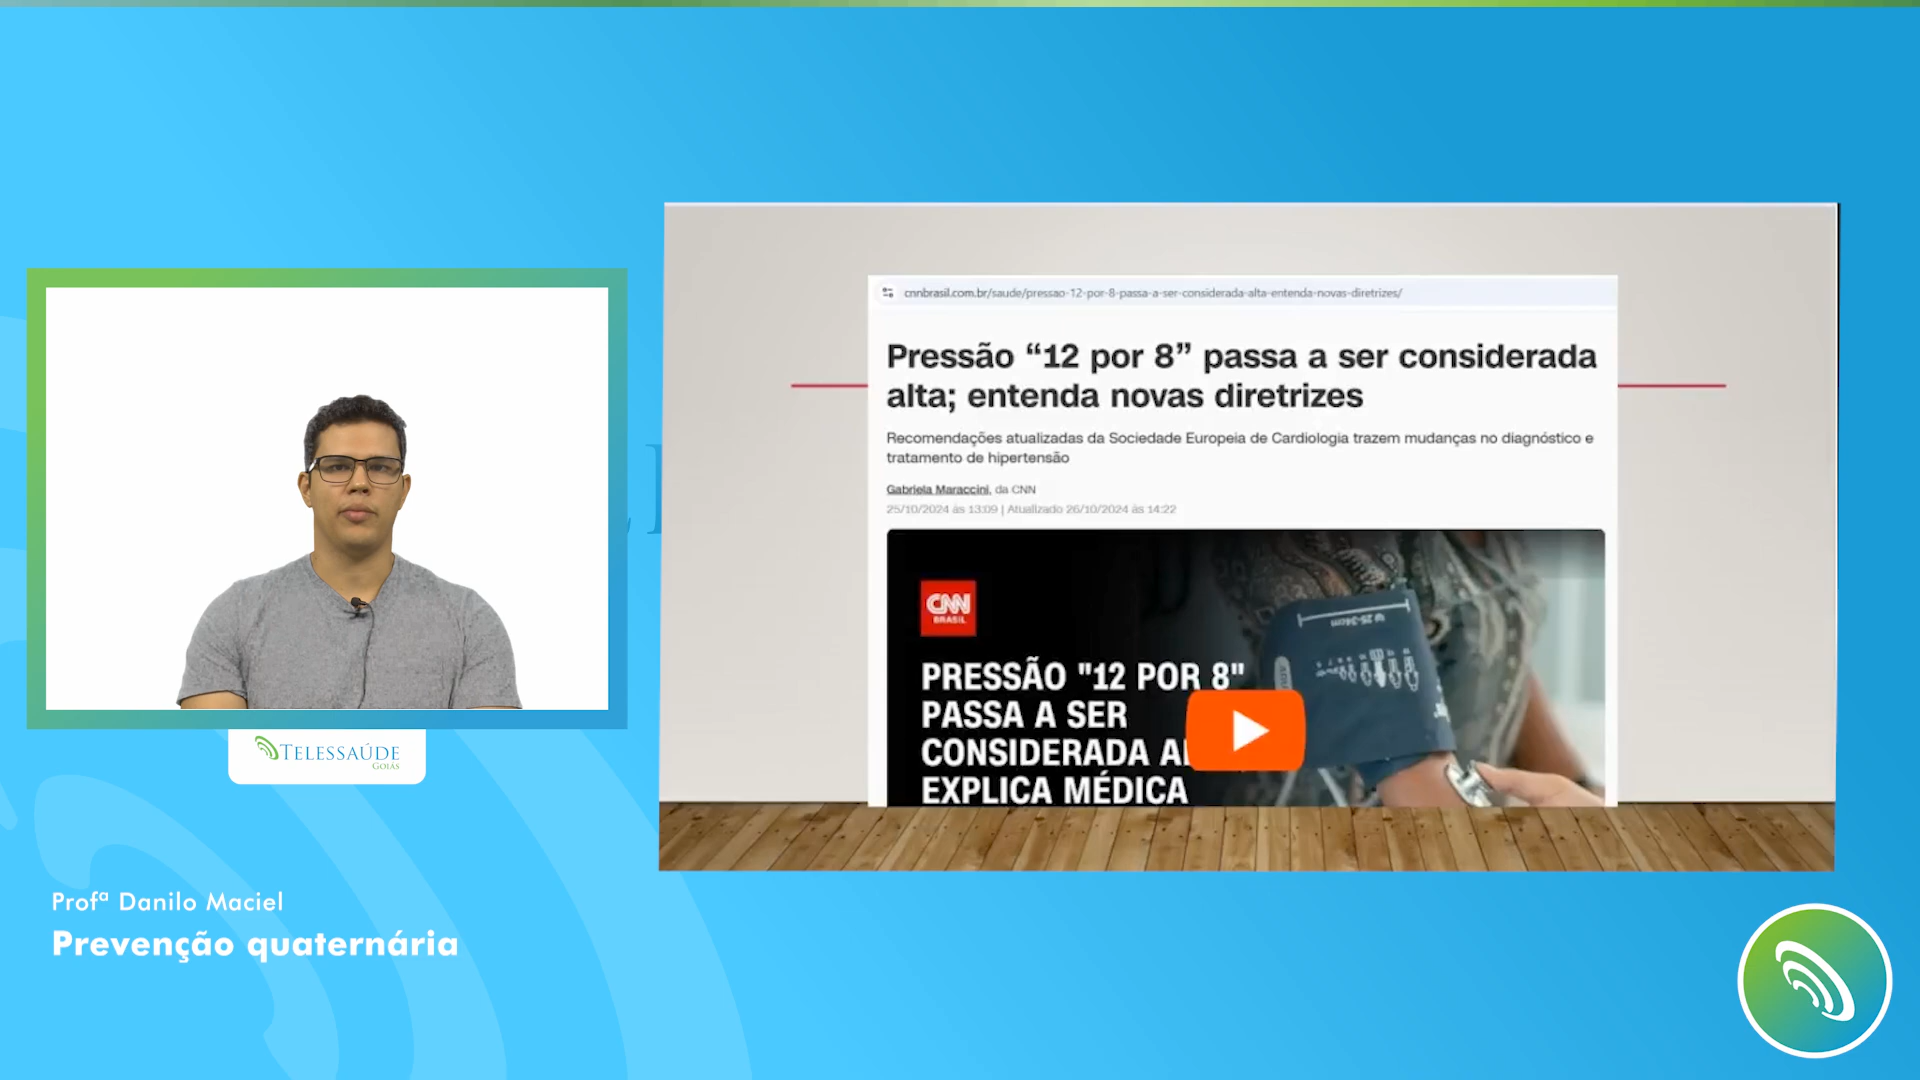 cnnbrasil.com.br/saude/pressao-12-por-8-passa-a-ser-considerada-alta-entenda-novas-diretrizes/
Pressão “12 por 8” passa a ser considerada
alta; entenda novas diretrizes
Recomendações atualizadas da Sociedade Europeia de Cardiologia trazem mudanças no diagnóstico e
tratamento de hipertensão
Gabriela Maraccini, da CNN
25/10/2024 às 13:09 | Atualizado 26/10/2024 às 14:22
CNN
BRASIL
PRESSÃO "12 POR 8"
PASSA A SER
CONSIDERADA
EXPLICA MÉDICA
25-34cm
TELESSAÚDE
GOIÁS
Profª Danilo Maciel
Prevenção quaternária